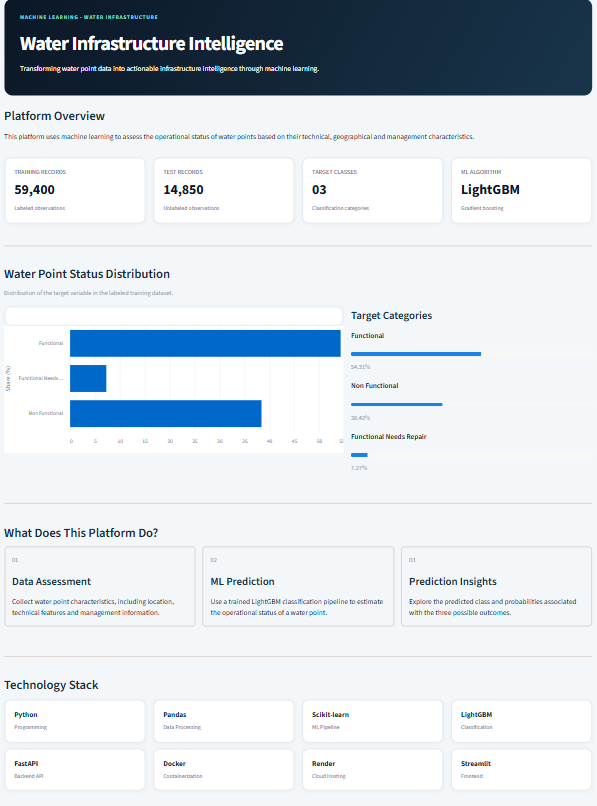 MACHINE LEARNING · WATER INFRASTRUCTURE
Water Infrastructure Intelligence
Transforming water point data into actionable infrastructure intelligence through machine learning.
Platform Overview
This platform uses machine learning to assess the operational status of water points based on their technical, geographical and management characteristics.
TRAINING RECORDS
59,400
Labeled observations
TEST RECORDS
14,850
Unlabeled observations
TARGET CLASSES
03
Classification categories
ML ALGORITHM
LightGBM
Gradient boosting
Water Point Status Distribution
Distribution of the target variable in the labeled training dataset.
Share (%)
Functional
Functional Needs...
Non Functional
0 5 10 15 20 25 30 35 40 45 50
Target Categories
Functional
54.31%
Non Functional
38.42%
Functional Needs Repair
7.27%
What Does This Platform Do?
01
Data Assessment
Collect water point characteristics, including location,
technical features and management information.
02
ML Prediction
Use a trained LightGBM classification pipeline to estimate
the operational status of a water point.
03
Prediction Insights
Explore the predicted class and probabilities associated
with the three possible outcomes.
Technology Stack
Python
Programming
Pandas
Data Processing
Scikit-learn
ML Pipeline
LightGBM
Classification
FastAPI
Backend API
Docker
Containerization
Render
Cloud Hosting
Streamlit
Frontend